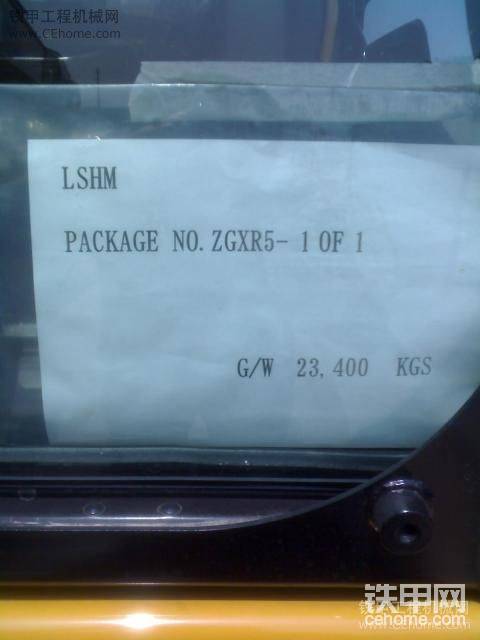 铁甲工程机械网
www.CEhome.com
LSHM
PACKAGE NO. ZGXR5- 1 OF 1
G/W 23,400 KGS
铁甲网
cehome.com